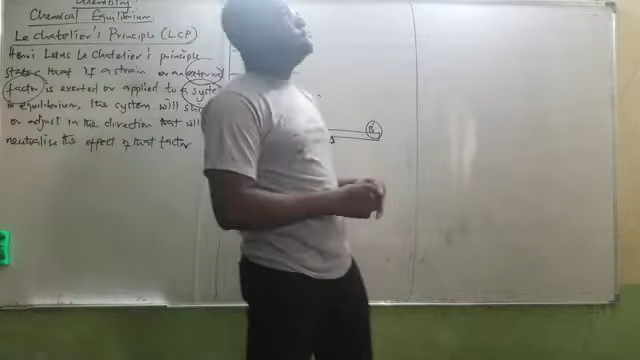 Chemistry
Chemical Equilibrium.
Le chatelier's Principle (LCP)
Henri Louis Le chatelier's principle
states that if a strain or an external
factor is exerted or applied to a system
in equilibrium, the system will
or adjust in the direction that will
neutralise the effect of that factor
B